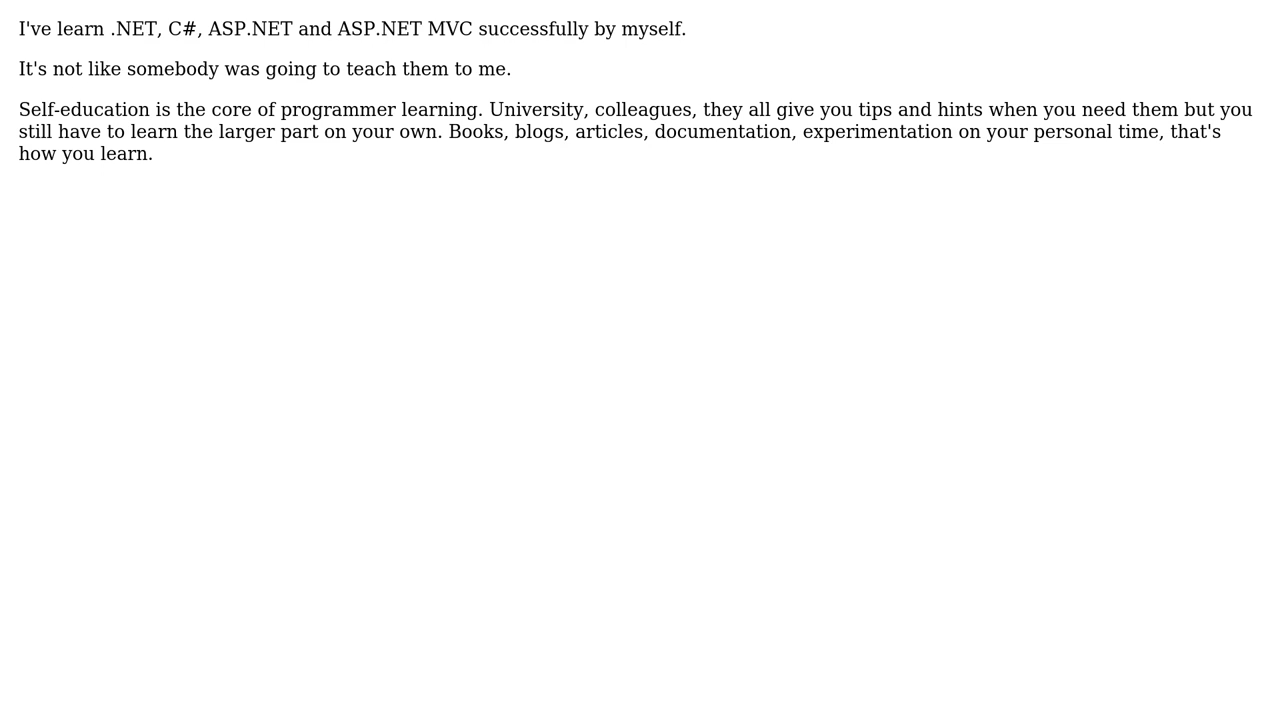 I've learn .NET, C#, ASP.NET and ASP.NET MVC successfully by myself.
It's not like somebody was going to teach them to me.
Self-education is the core of programmer learning. University, colleagues, they all give you tips and hints when you need them but you
still have to learn the larger part on your own. Books, blogs, articles, documentation, experimentation on your personal time, that's
how you learn.